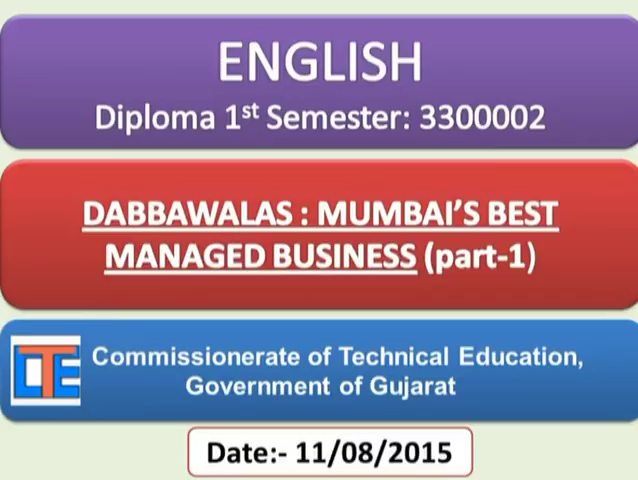 ENGLISH
Diploma 1st Semester: 3300002
DABBAWALAS : MUMBAI'S BEST
MANAGED BUSINESS (part-1)
CTE
Commissionerate of Technical Education,
Government of Gujarat
Date:- 11/08/2015